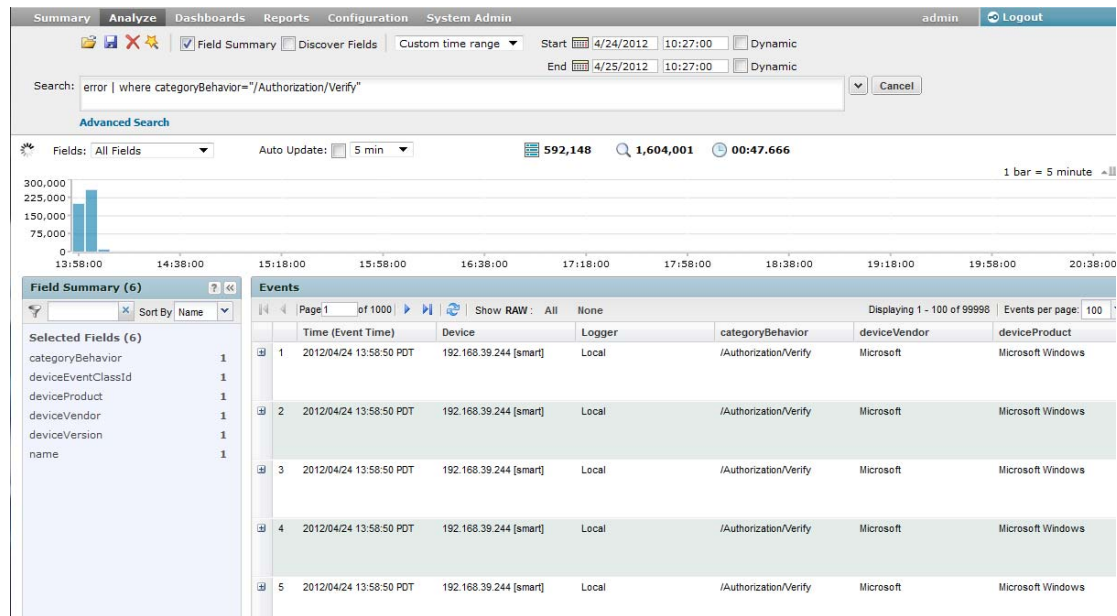 Summary Analyze Dashboards Reports Configuration System Admin admin Logout
Field Summary Discover Fields Custom time range Start 4/24/2012 10:27:00 Dynamic
End 4/25/2012 10:27:00 Dynamic
Search: error | where categoryBehavior="/Authorization/Verify" Cancel
Advanced Search
Fields: All Fields Auto Update: 5 min 592,148 1,604,001 00:47.666
1 bar = 5 minute
300,000
225,000
150,000
75,000
0
13:58:00 14:38:00 15:18:00 15:58:00 16:38:00 17:18:00 17:58:00 18:38:00 19:18:00 19:58:00 20:38:00
Field Summary (6) ?
Sort By Name
Selected Fields (6)
categoryBehavior 1
deviceEventClassId 1
deviceProduct 1
deviceVendor 1
deviceVersion 1
name 1
Events
Page 1 of 1000 Show RAW : All None Displaying 1 - 100 of 99998 Events per page: 100
Time (Event Time) Device Logger categoryBehavior deviceVendor deviceProduct
1 2012/04/24 13:58:50 PDT 192.168.39.244 [smart] Local /Authorization/Verify Microsoft Microsoft Windows
2 2012/04/24 13:58:50 PDT 192.168.39.244 [smart] Local /Authorization/Verify Microsoft Microsoft Windows
3 2012/04/24 13:58:50 PDT 192.168.39.244 [smart] Local /Authorization/Verify Microsoft Microsoft Windows
4 2012/04/24 13:58:50 PDT 192.168.39.244 [smart] Local /Authorization/Verify Microsoft Microsoft Windows
5 2012/04/24 13:58:50 PDT 192.168.39.244 [smart] Local /Authorization/Verify Microsoft Microsoft Windows